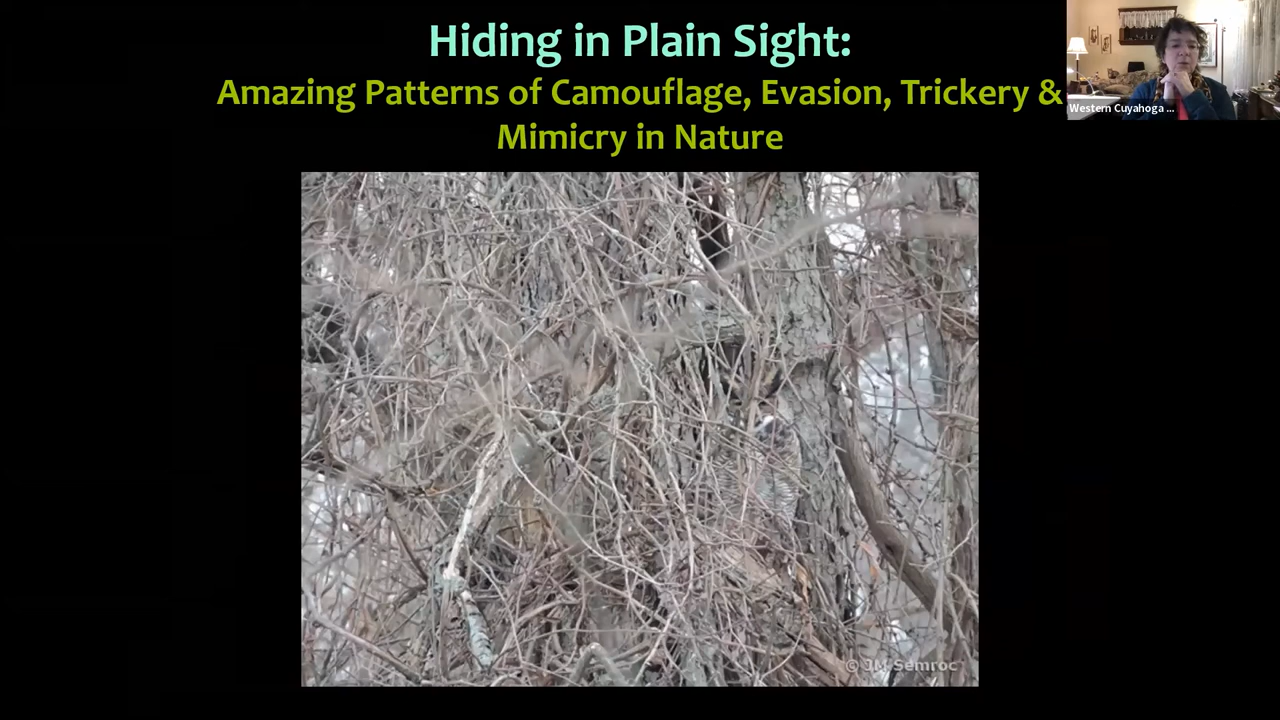 Hiding in Plain Sight:
Amazing Patterns of Camouflage, Evasion, Trickery &
Mimicry in Nature
Western Cuyahoga ...
© JM Semroc